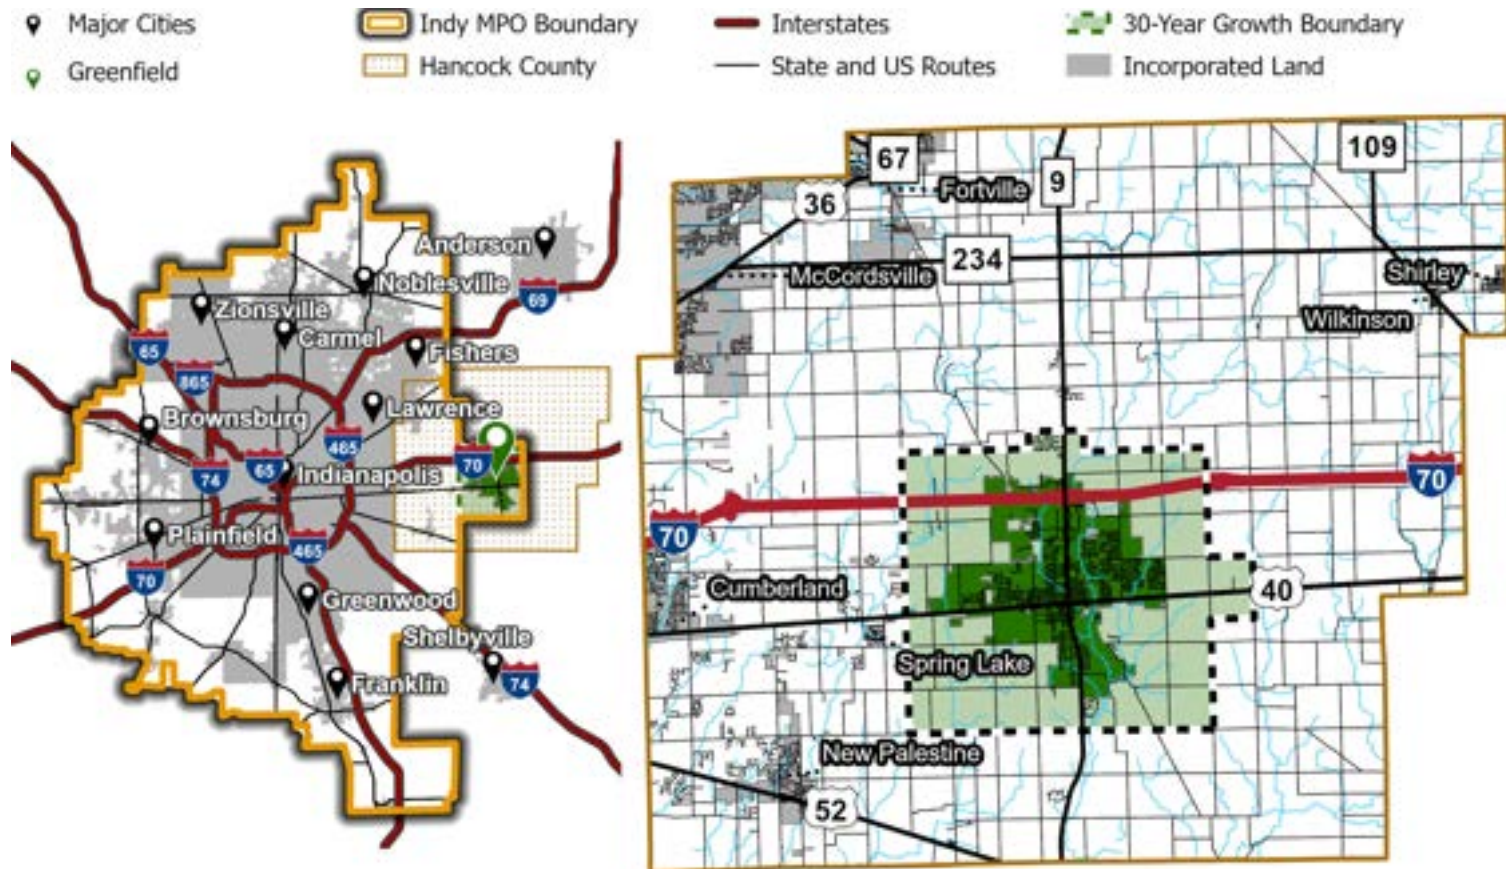 Major Cities
Indy MPO Boundary
Interstates
30-Year Growth Boundary
Greenfield
Hancock County
State and US Routes
Incorporated Land
Anderson
Noblesville
69
Zionsville
Carmel
65
Fishers
865
Lawrence
Brownsburg
465
70
65
Indianapolis
74
Plainfield
465
70
Greenwood
Shelbyville
74
Franklin
67
109
9
Fortville
36
234
McCordsville
Shirley
Wilkinson
70
70
Cumberland
40
Spring Lake
New Palestine
52